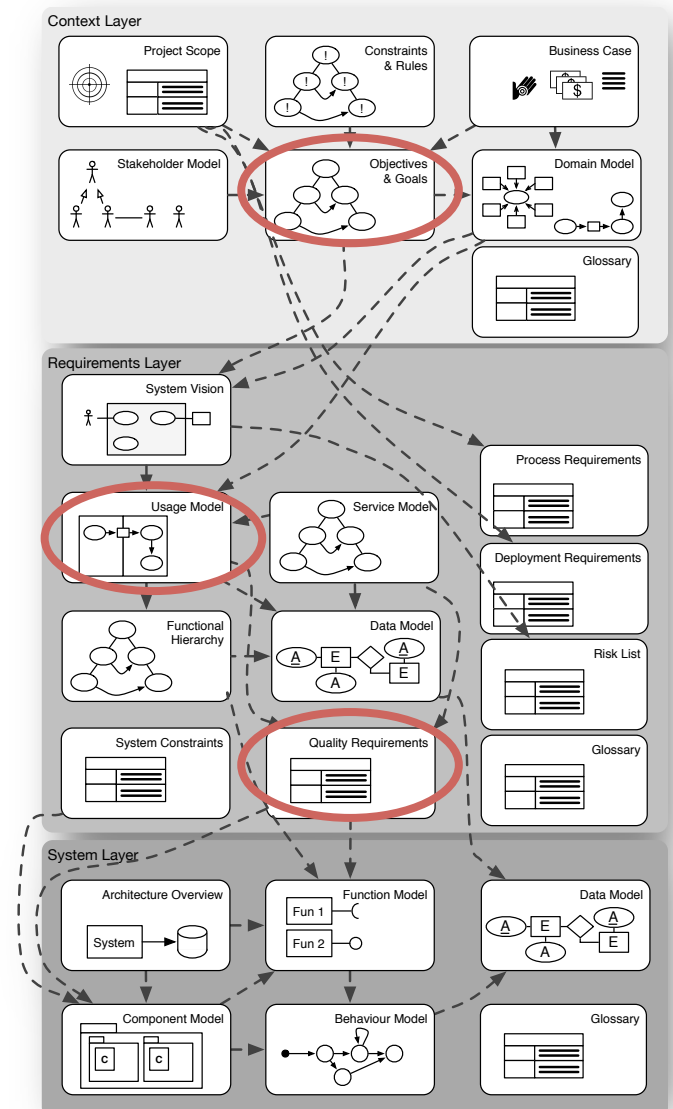 Context Layer
Project Scope
Constraints
& Rules
!
! !
! !
Business Case
$
Stakeholder Model
Objectives
& Goals
Domain Model
Glossary
Requirements Layer
System Vision
Process Requirements
Usage Model
Service Model
Deployment Requirements
Functional
Hierarchy
Data Model
A E A
A E
Risk List
System Constraints
Quality Requirements
Glossary
System Layer
Architecture Overview
System
Function Model
Fun 1
Fun 2
Data Model
A E A
A E
Component Model
C C
Behaviour Model
Glossary